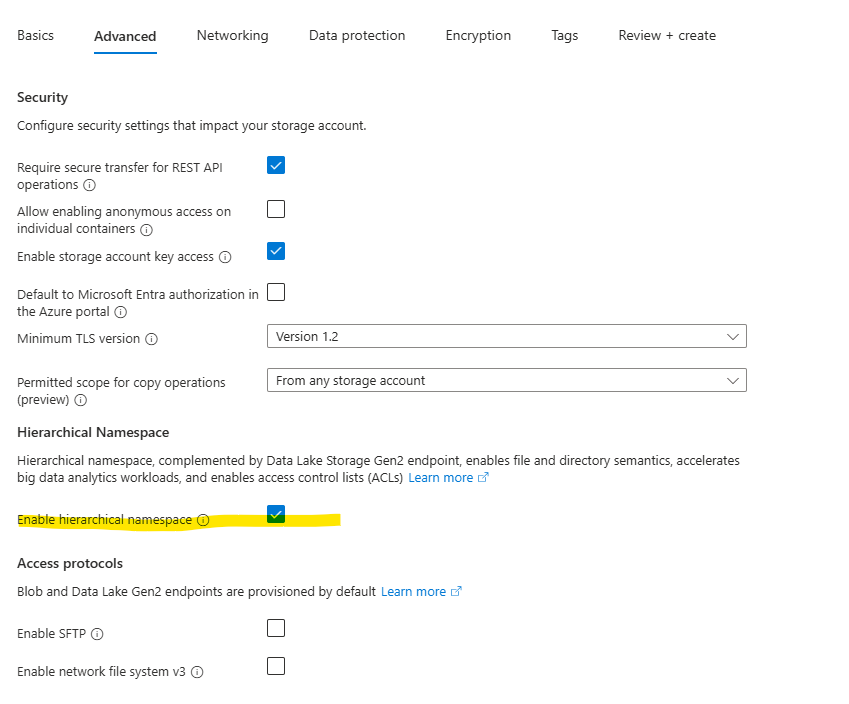 Basics Advanced Networking Data protection Encryption Tags Review + create
Security
Configure security settings that impact your storage account.
Require secure transfer for REST API
operations
Allow enabling anonymous access on
individual containers
Enable storage account key access
Default to Microsoft Entra authorization in
the Azure portal
Minimum TLS version Version 1.2
Permitted scope for copy operations From any storage account
(preview)
Hierarchical Namespace
Hierarchical namespace, complemented by Data Lake Storage Gen2 endpoint, enables file and directory semantics, accelerates
big data analytics workloads, and enables access control lists (ACLs) Learn more
Enable hierarchical namespace
Access protocols
Blob and Data Lake Gen2 endpoints are provisioned by default Learn more
Enable SFTP
Enable network file system v3